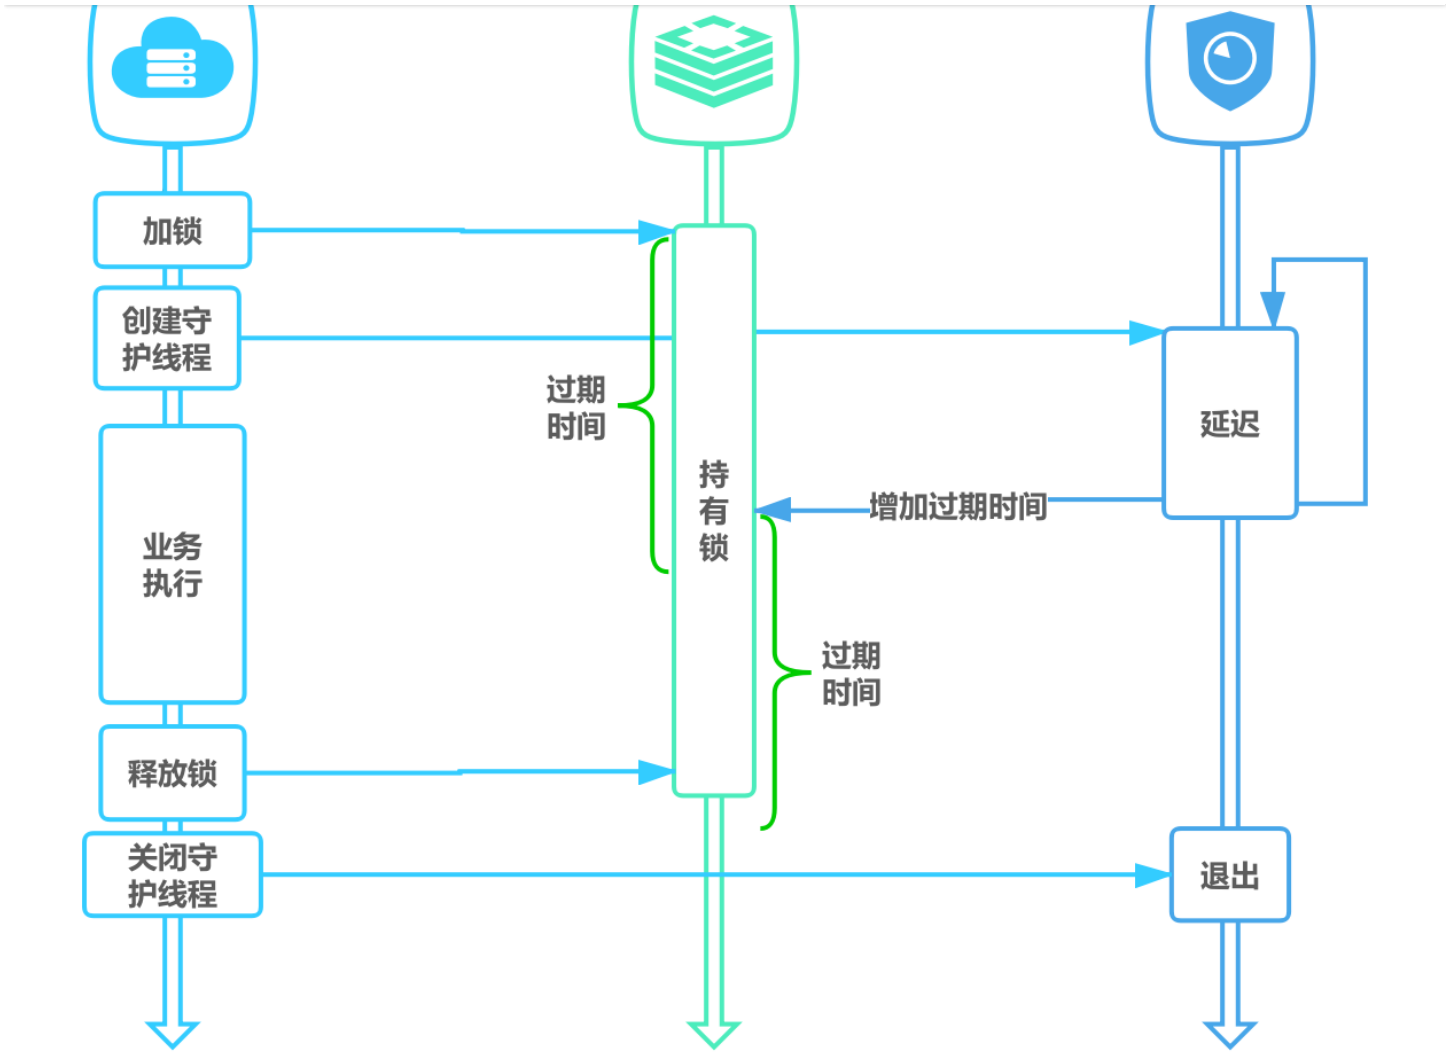 加锁
创建守
护线程
过期
时间
延迟
持
有
锁
增加过期时间
业务
执行
过期
时间
释放锁
关闭守
护线程
退出